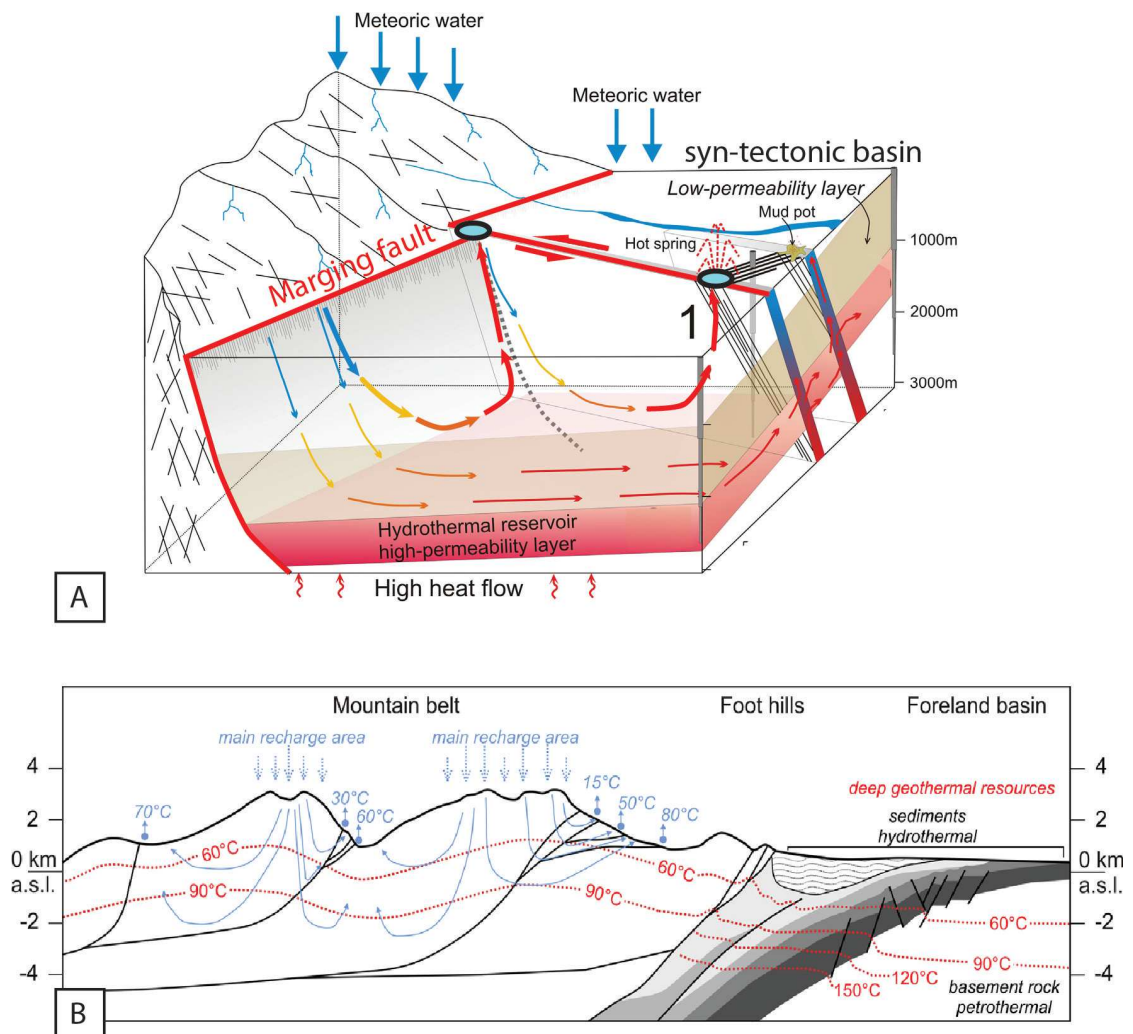 Meteoric water
Meteoric water
syn-tectonic basin
Low-permeability layer
Mud pot
Hot spring
Marging fault
1
1000m
2000m
3000m
Hydrothermal reservoir
high-permeability layer
High heat flow
A
Mountain belt
Foot hills
Foreland basin
main recharge area
main recharge area
4
2
0 km
a.s.l.
-2
-4
70°C
30°C
60°C
15°C
50°C
80°C
60°C
90°C
60°C
90°C
deep geothermal resources
sediments
hydrothermal
4
2
0 km
a.s.l.
-2
-4
60°C
90°C
120°C
150°C
basement rock
petrothermal
B